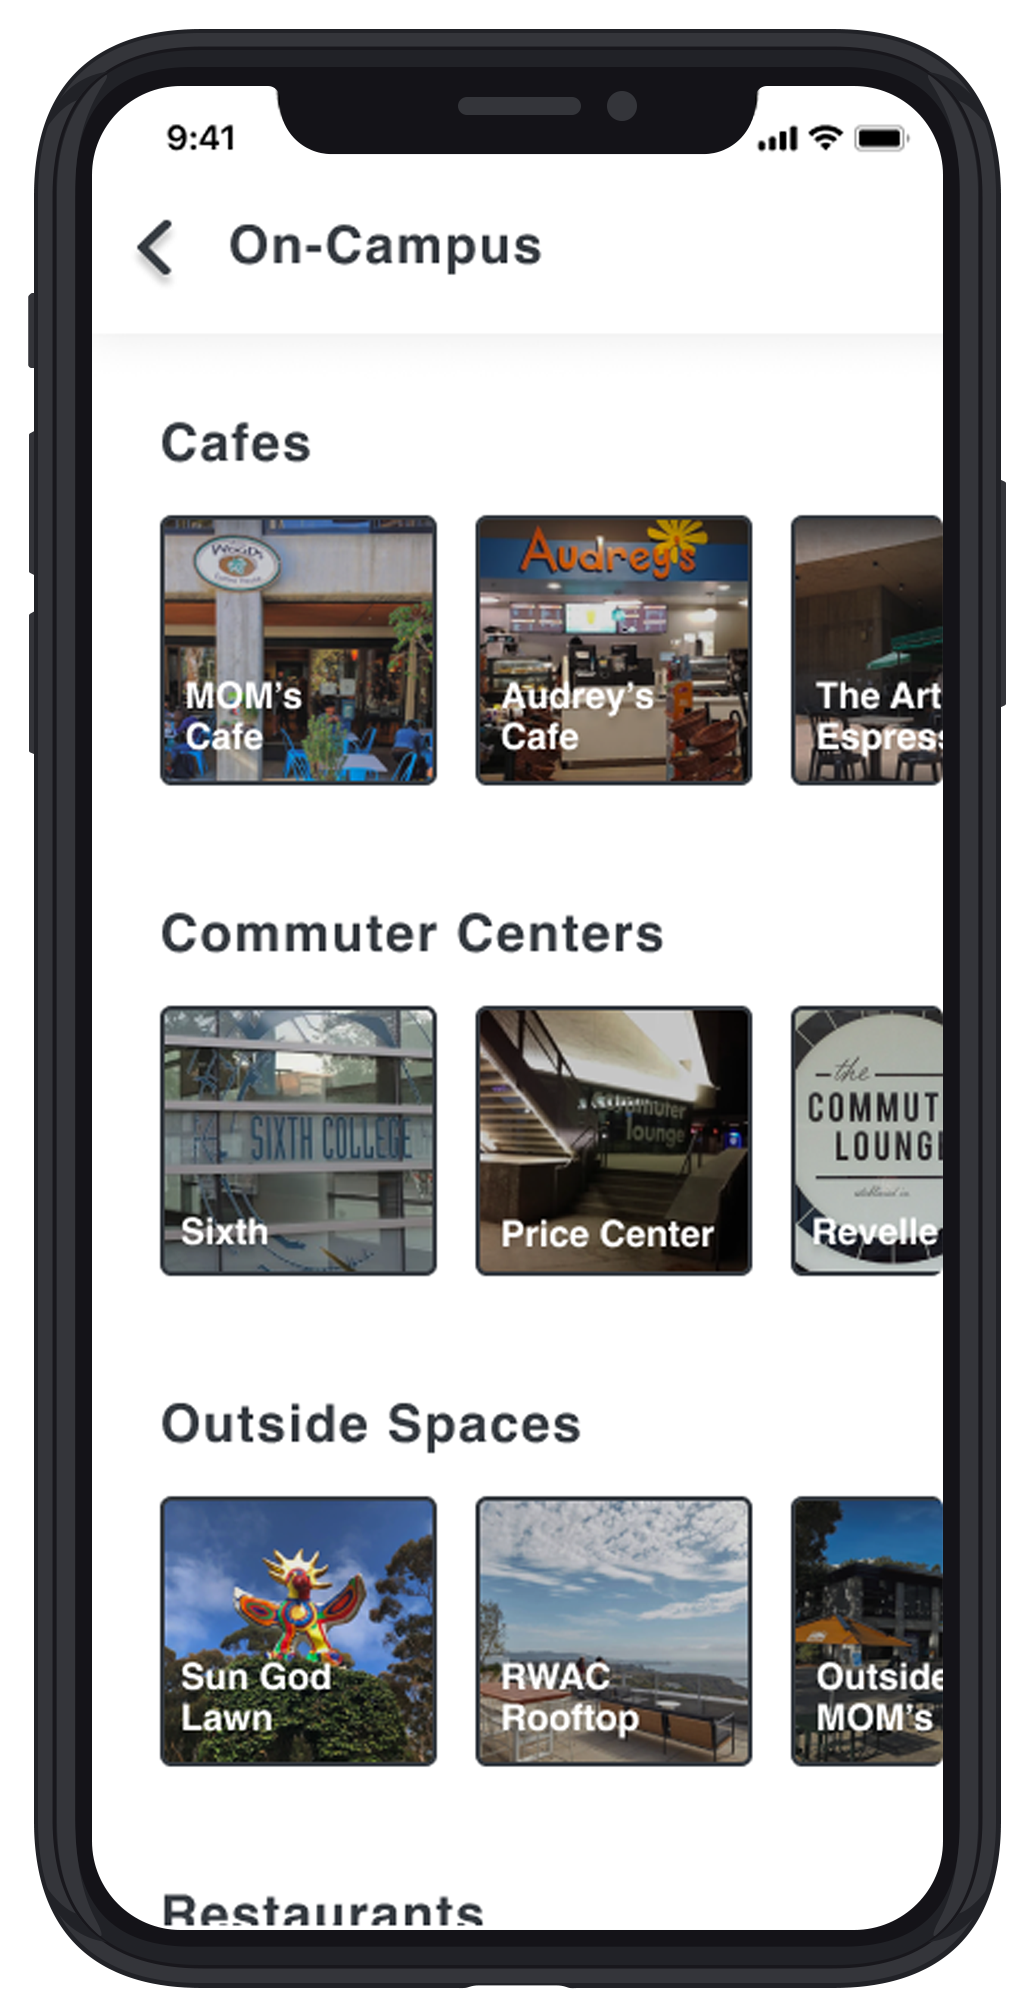 9:41
On-Campus
Cafes
WOODs
MOM's
Cafe
Audrey's
Audrey's
Cafe
The Art
Espress
Commuter Centers
SIXTH COLLEGE
Sixth
commuter
lounge
Price Center
the
COMMUT
LOUNG
Revelle
Outside Spaces
Sun God
Lawn
RWAC
Rooftop
Outside
MOM's
Restaurants